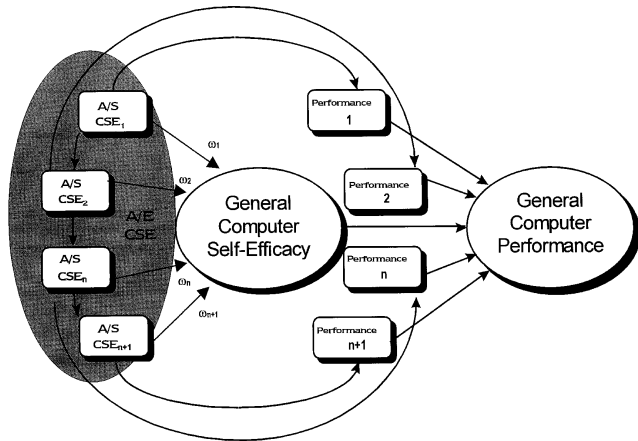 A/S
CSE1
ω1
Performance
1
A/S
CSE2
ω2
A/E
CSE
General
Computer
Self-Efficacy
Performance
2
General
Computer
Performance
A/S
CSEn
ωn
Performance
n
A/S
CSEn+1
ωn+1
Performance
n+1